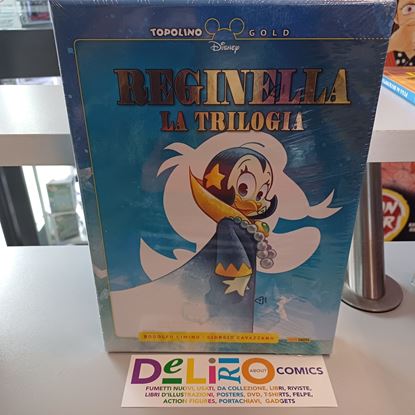 TOPOLINO GOLD
Disney
REGINELLA
LA TRILOGIA
RODOLFO CIMINO · GIORGIO CAVAZZANO
DeLiRiO ABOUT COMICS
FUMETTI NUOVI, USATI, DA COLLEZIONE, LIBRI, RIVISTE,
LIBRI D'ILLUSTRAZIONI, POSTERS, DVD, TSHIRTS, FELPE,
ACTION FIGURES, PORTACHIAVI, GADGETS